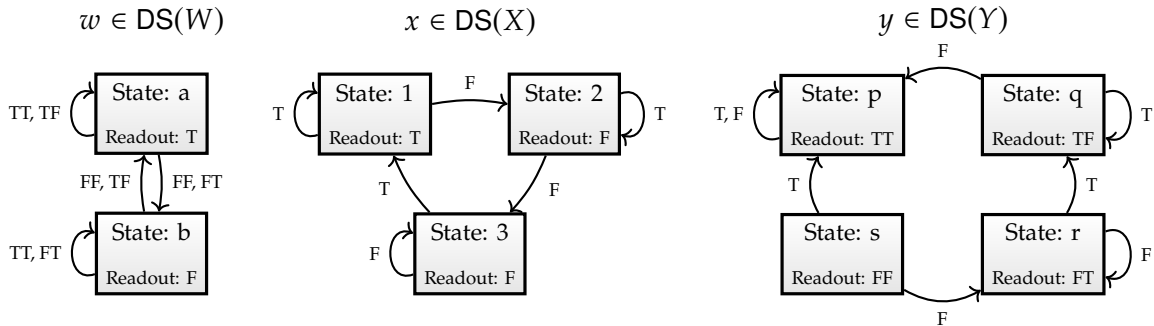 w ∈ DS(W)
TT, TF
State: a
Readout: T
FF, TF
FF, FT
TT, FT
State: b
Readout: F
x ∈ DS(X)
T
State: 1
Readout: T
F
State: 2
Readout: F
T
T
F
F
State: 3
Readout: F
y ∈ DS(Y)
F
T, F
State: p
Readout: TT
State: q
Readout: TF
T
T
T
State: s
Readout: FF
State: r
Readout: FT
F
F